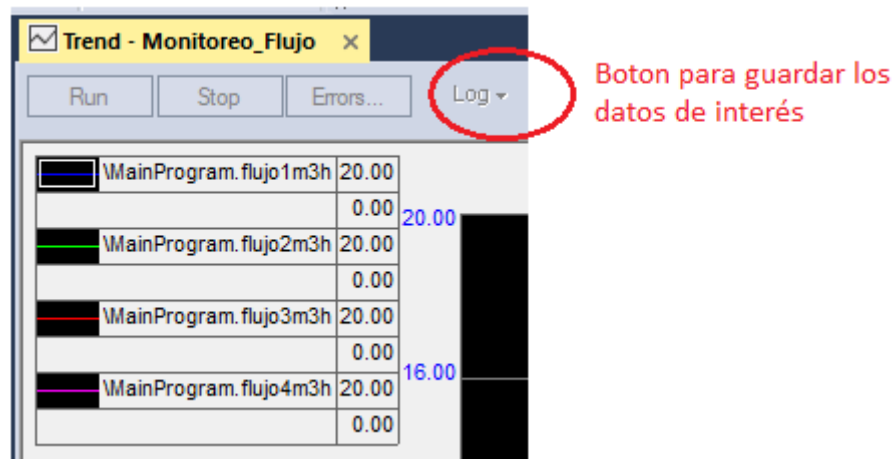 Trend - Monitoreo_Flujo ×
Run Stop Errors... Log
Boton para guardar los
datos de interés
\MainProgram.flujo1m3h 20.00
0.00
20.00
\MainProgram.flujo2m3h 20.00
0.00
\MainProgram.flujo3m3h 20.00
0.00
16.00
\MainProgram.flujo4m3h 20.00
0.00